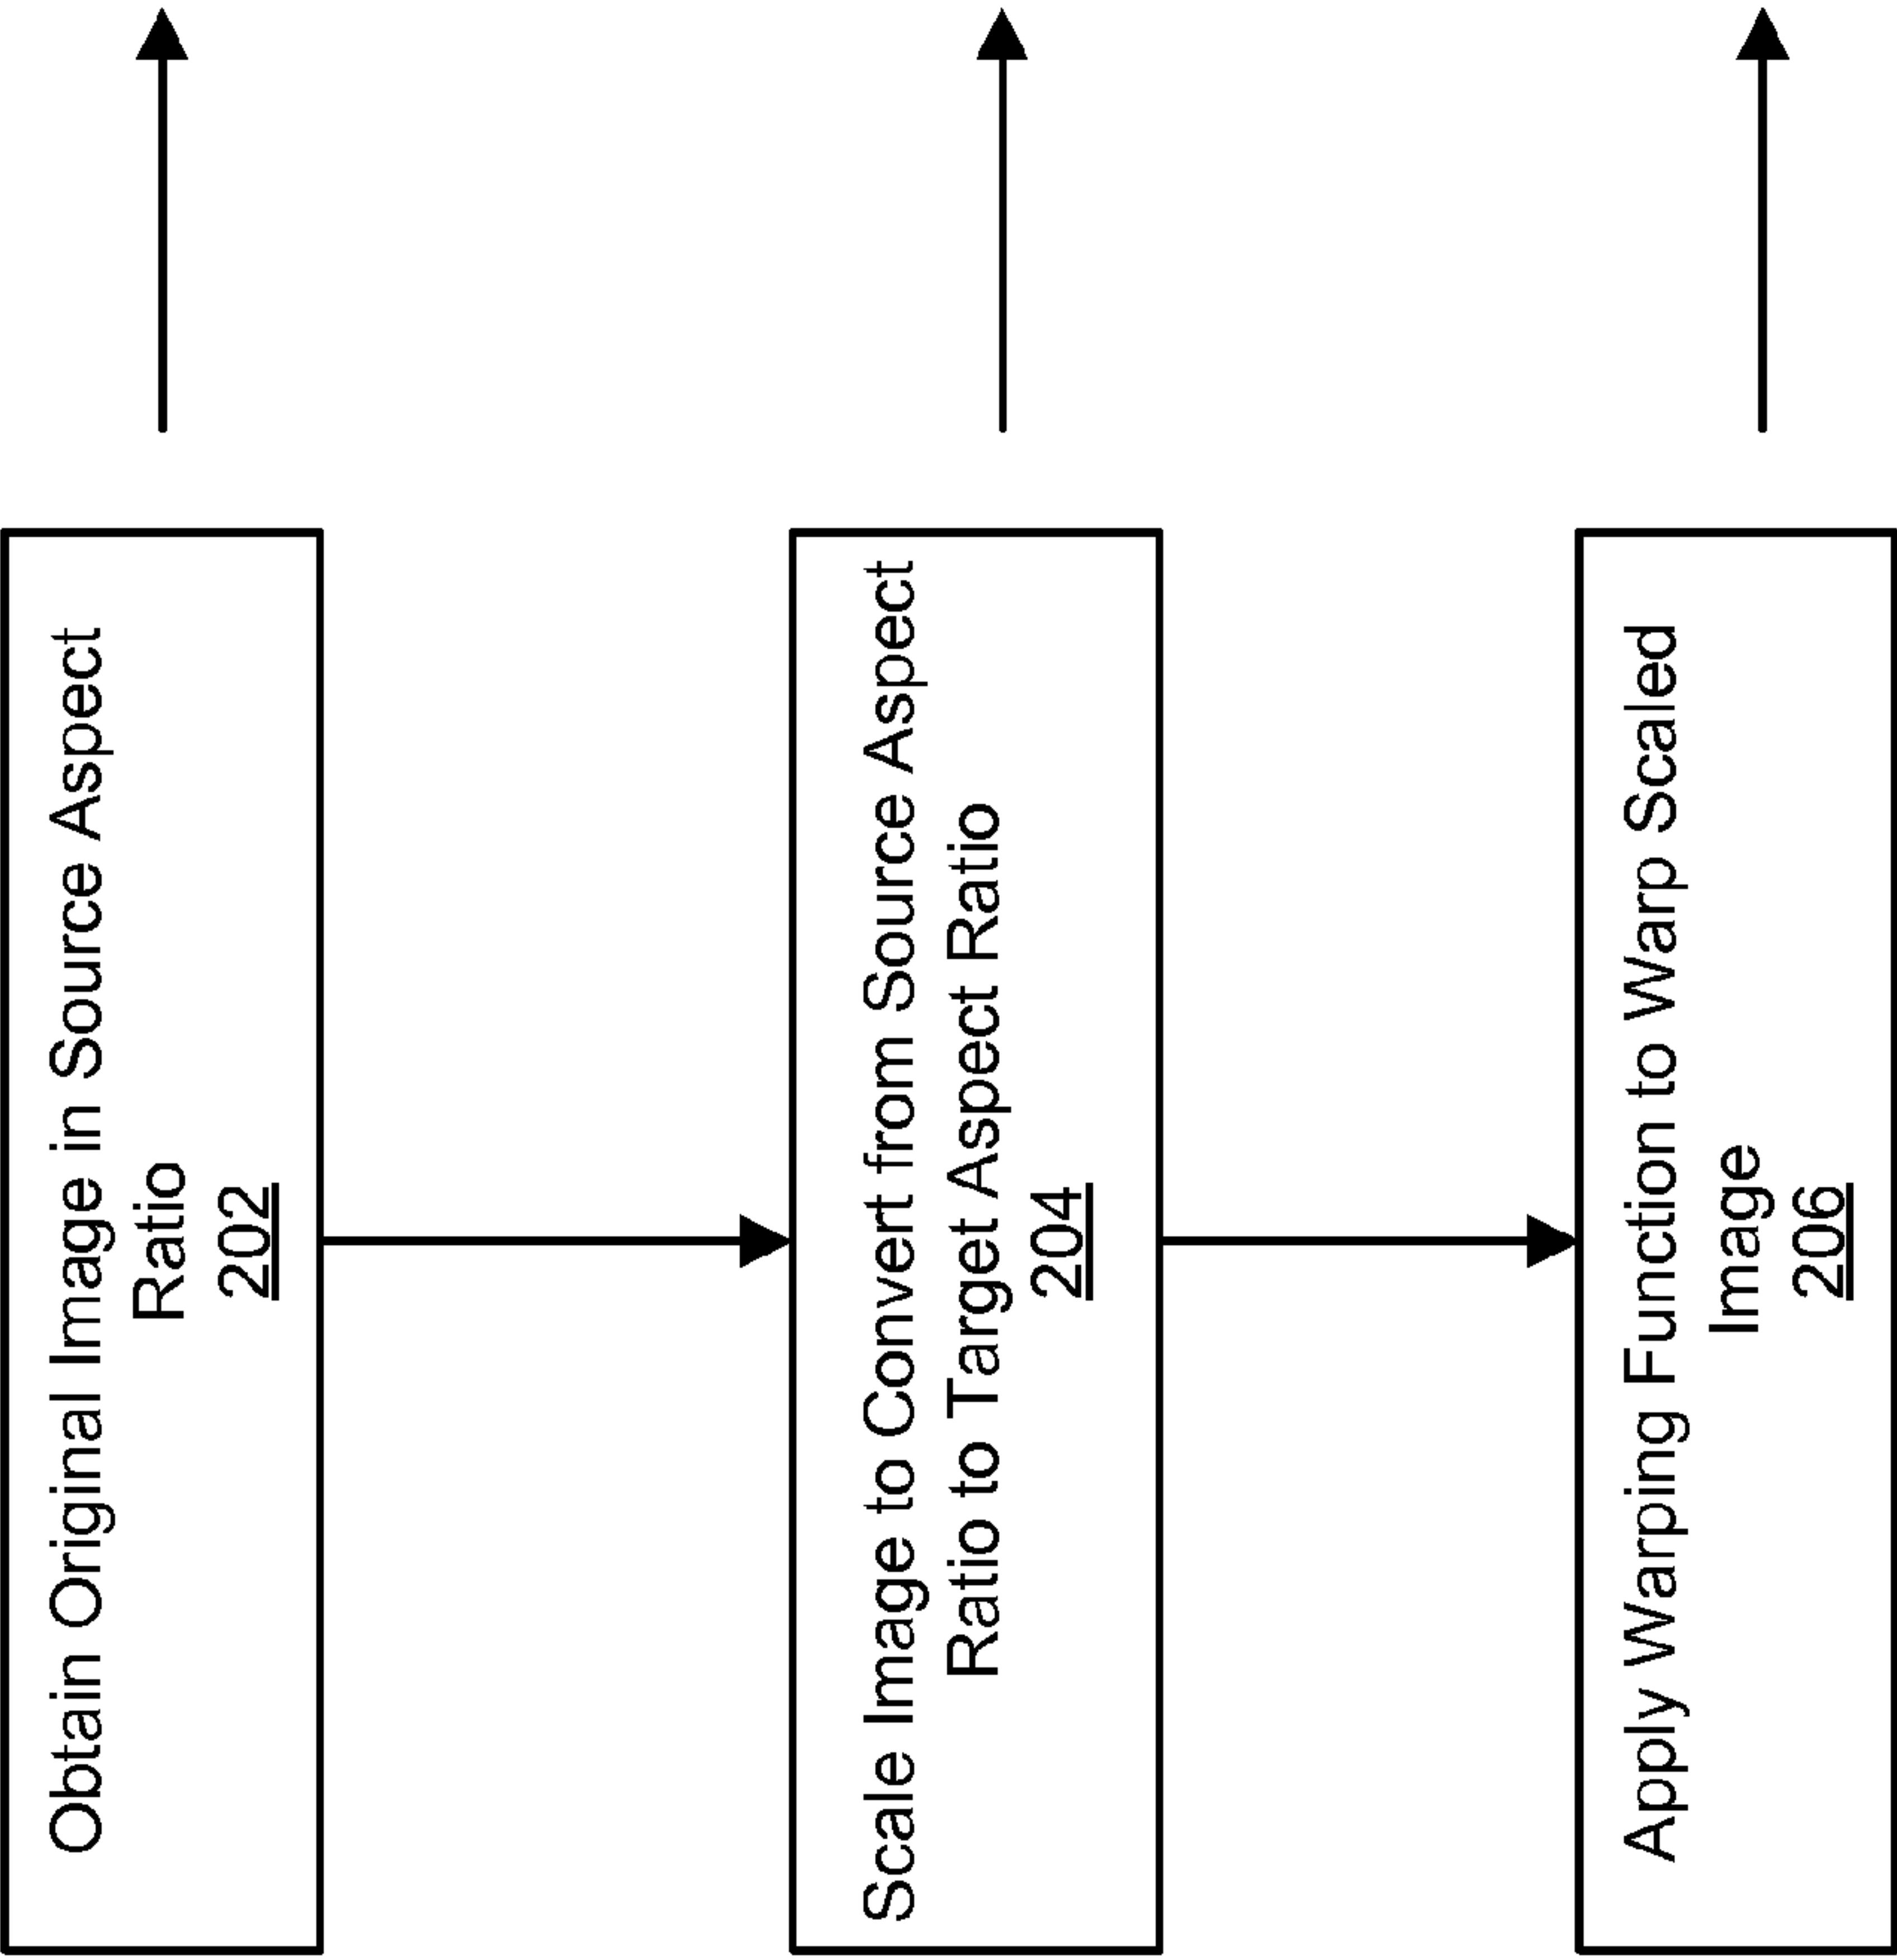 Obtain Original Image in Source Aspect
Ratio
202
Scale Image to Convert from Source Aspect
Ratio to Target Aspect Ratio
204
Apply Warping Function to Warp Scaled
Image
206